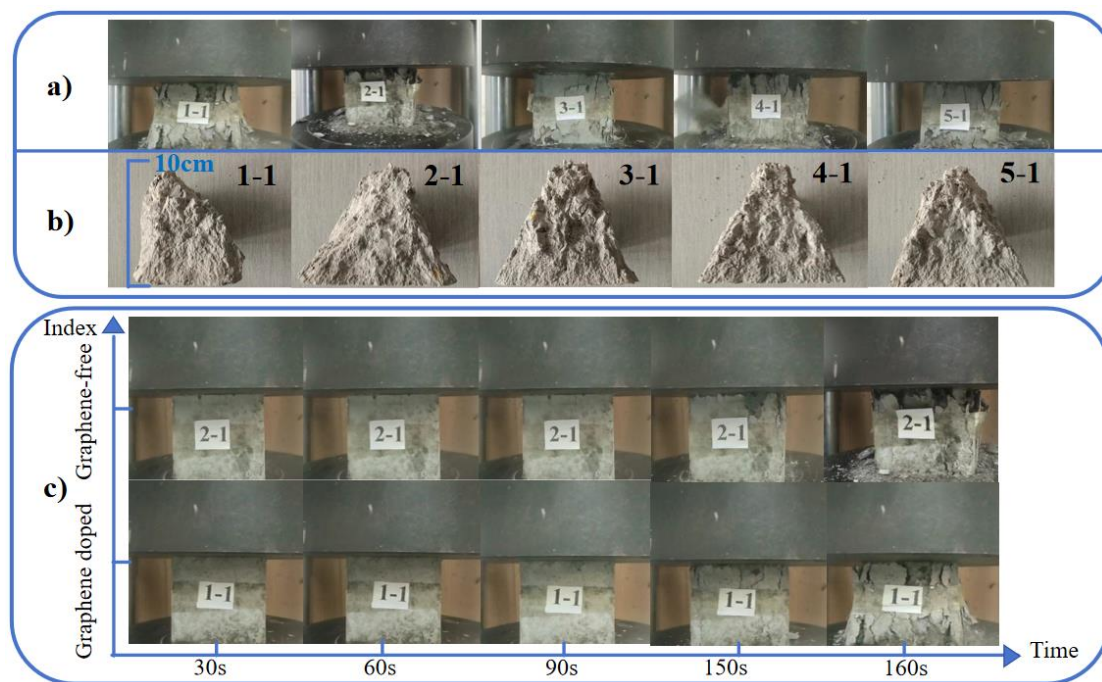 a)
1-1
2-1
3-1
4-1
5-1
b)
10cm
1-1
2-1
3-1
4-1
5-1
c)
Index
Graphene-free
2-1
2-1
2-1
2-1
2-1
Graphene doped
1-1
1-1
1-1
1-1
1-1
30s
60s
90s
150s
160s
Time